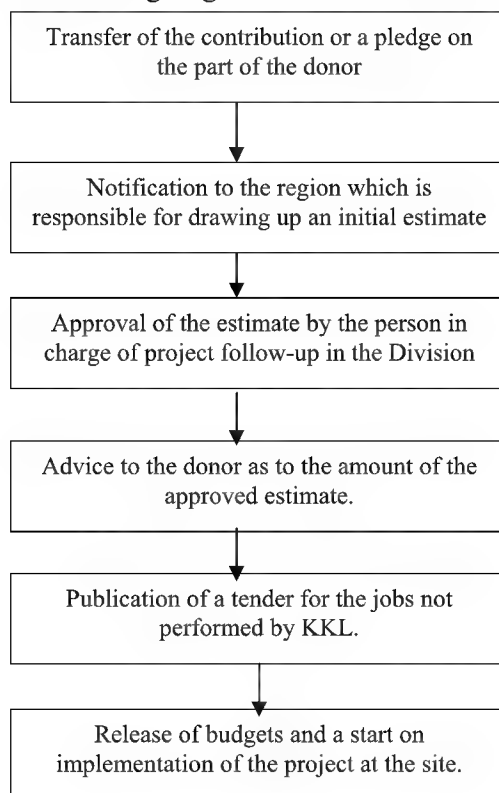 Transfer of the contribution or a pledge on
the part of the donor
Notification to the region which is
responsible for drawing up an initial estimate
Approval of the estimate by the person in
charge of project follow-up in the Division
Advice to the donor as to the amount of the
approved estimate.
Publication of a tender for the jobs not
performed by KKL.
Release of budgets and a start on
implementation of the project at the site.